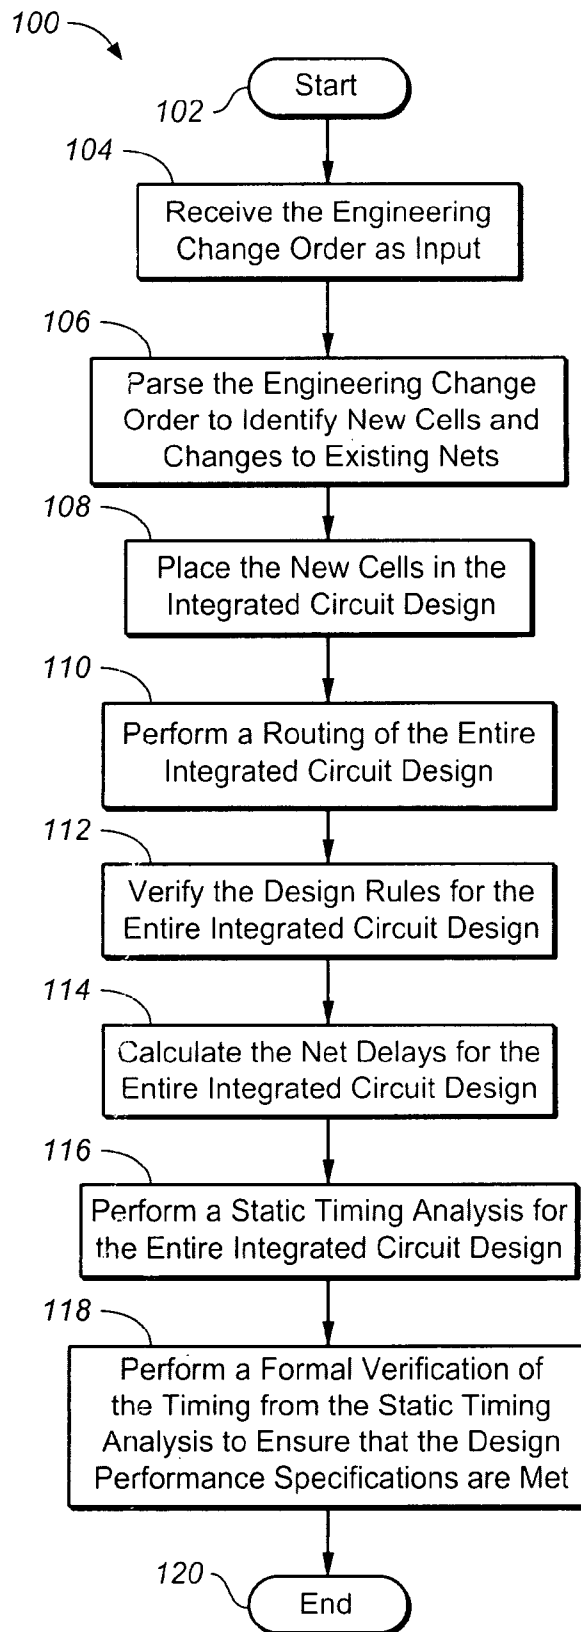 100
Start
102
104
Receive the Engineering
Change Order as Input
106
Parse the Engineering Change
Order to Identify New Cells and
Changes to Existing Nets
108
Place the New Cells in the
Integrated Circuit Design
110
Perform a Routing of the Entire
Integrated Circuit Design
112
Verify the Design Rules for the
Entire Integrated Circuit Design
114
Calculate the Net Delays for the
Entire Integrated Circuit Design
116
Perform a Static Timing Analysis for
the Entire Integrated Circuit Design
118
Perform a Formal Verification of
the Timing from the Static Timing
Analysis to Ensure that the Design
Performance Specifications are Met
120
End